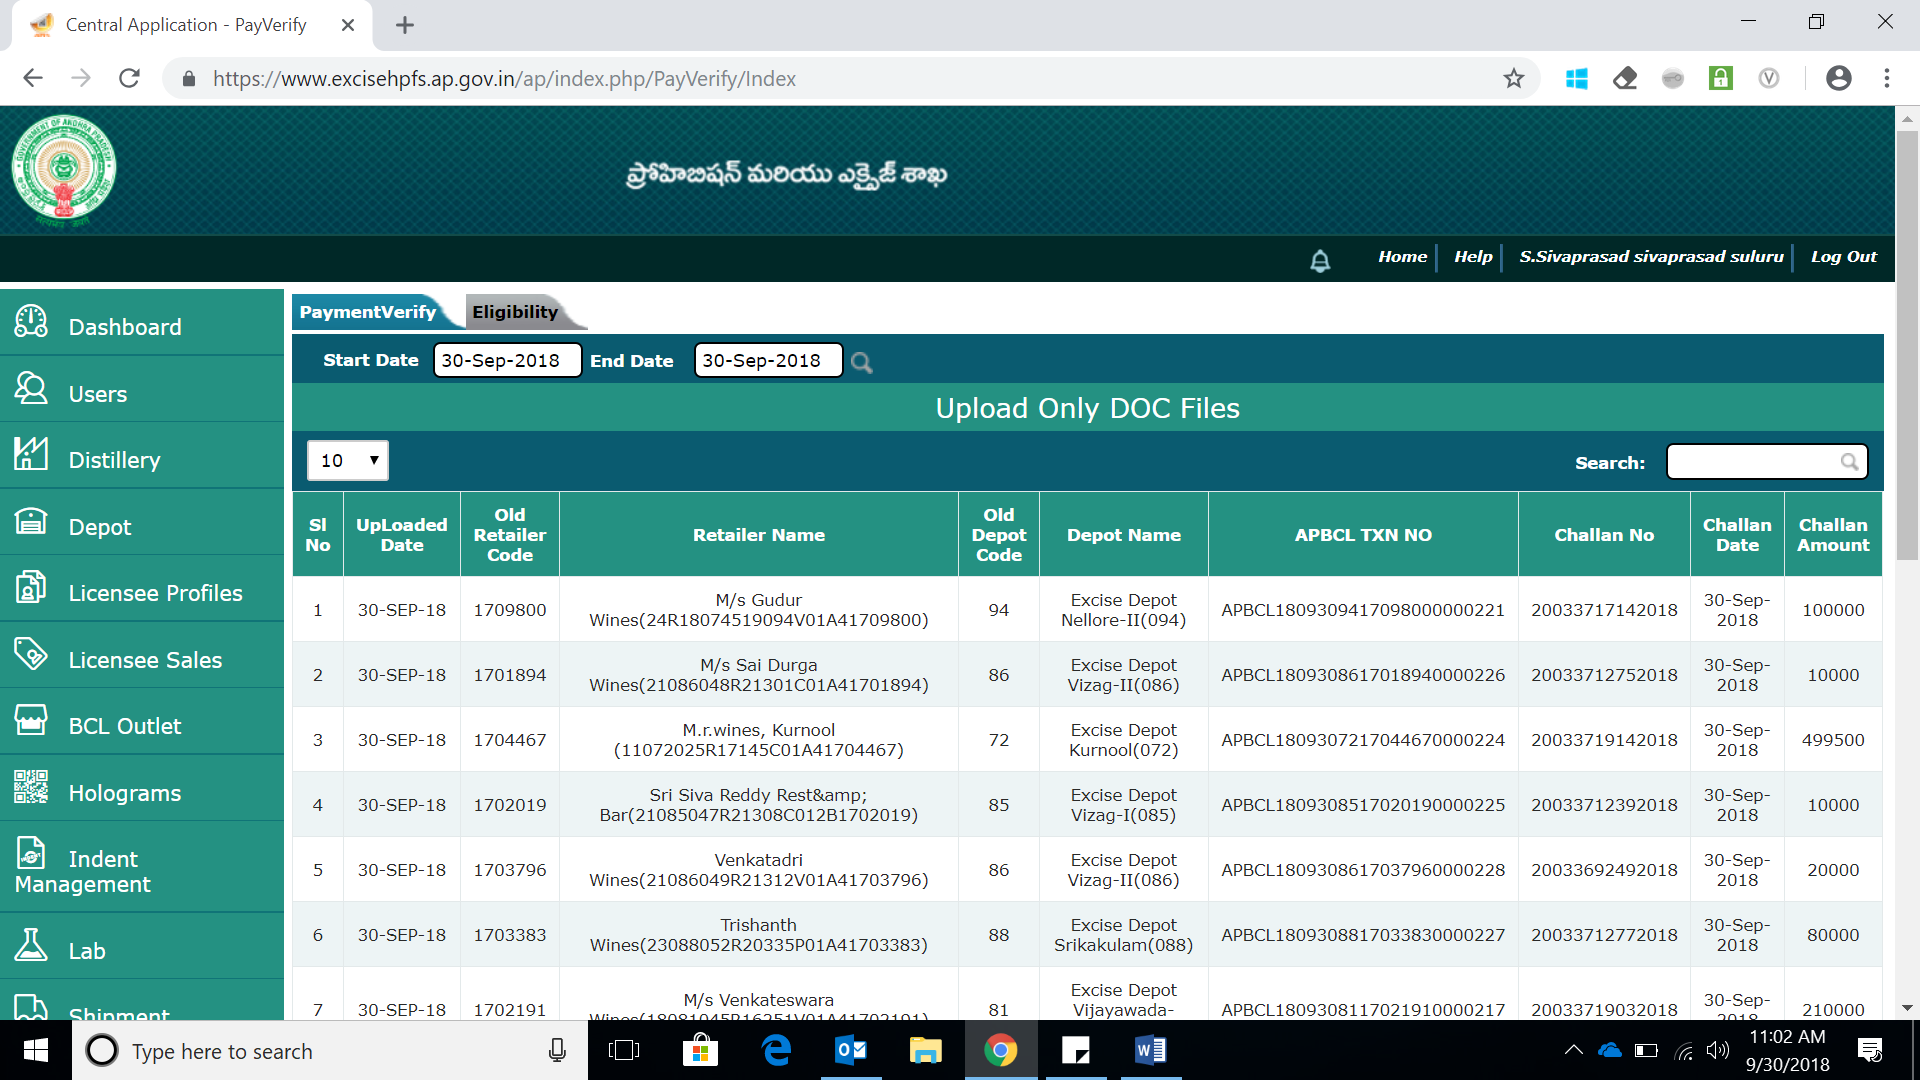 Central Application - PayVerify
https://www.excisehpfs.ap.gov.in/ap/index.php/PayVerify/Index
ప్రోహిబిషన్ మరియు ఎక్సైజ్ శాఖ
Home Help S.Sivaprasad sivaprasad suluru Log Out
Dashboard
Users
Distillery
Depot
Licensee Profiles
Licensee Sales
BCL Outlet
Holograms
Indent
Management
Lab
Shipment
PaymentVerify Eligibility
Start Date 30-Sep-2018 End Date 30-Sep-2018
Upload Only DOC Files
10 Search:
Sl No UpLoaded Date Old Retailer Code Retailer Name Old Depot Code Depot Name APBCL TXN NO Challan No Challan Date Challan Amount
1 30-SEP-18 1709800 M/s Gudur Wines(24R18074519094V01A41709800) 94 Excise Depot Nellore-II(094) APBCL1809309417098000000221 20033717142018 30-Sep-2018 100000
2 30-SEP-18 1701894 M/s Sai Durga Wines(21086048R21301C01A41701894) 86 Excise Depot Vizag-II(086) APBCL1809308617018940000226 20033712752018 30-Sep-2018 10000
3 30-SEP-18 1704467 M.r.wines, Kurnool (11072025R17145C01A41704467) 72 Excise Depot Kurnool(072) APBCL1809307217044670000224 20033719142018 30-Sep-2018 499500
4 30-SEP-18 1702019 Sri Siva Reddy Rest&amp; Bar(21085047R21308C012B1702019) 85 Excise Depot Vizag-I(085) APBCL1809308517020190000225 20033712392018 30-Sep-2018 10000
5 30-SEP-18 1703796 Venkatadri Wines(21086049R21312V01A41703796) 86 Excise Depot Vizag-II(086) APBCL1809308617037960000228 20033692492018 30-Sep-2018 20000
6 30-SEP-18 1703383 Trishanth Wines(23088052R20335P01A41703383) 88 Excise Depot Srikakulam(088) APBCL1809308817033830000227 20033712772018 30-Sep-2018 80000
7 30-SEP-18 1702191 M/s Venkateswara Wines(18081045R16251V01A41702191) 81 Excise Depot Vijayawada- APBCL1809308117021910000217 20033719032018 30-Sep-2018 210000
Type here to search
11:02 AM
9/30/2018